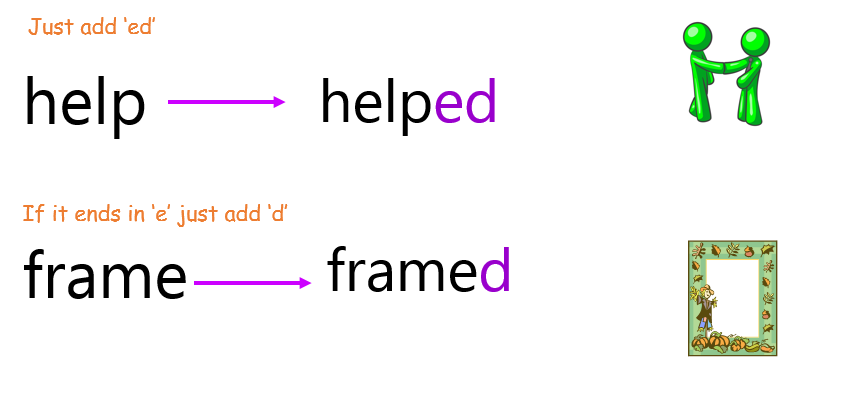 Just add ‘ed’
help helped
If it ends in ‘e’ just add ‘d’
frame framed